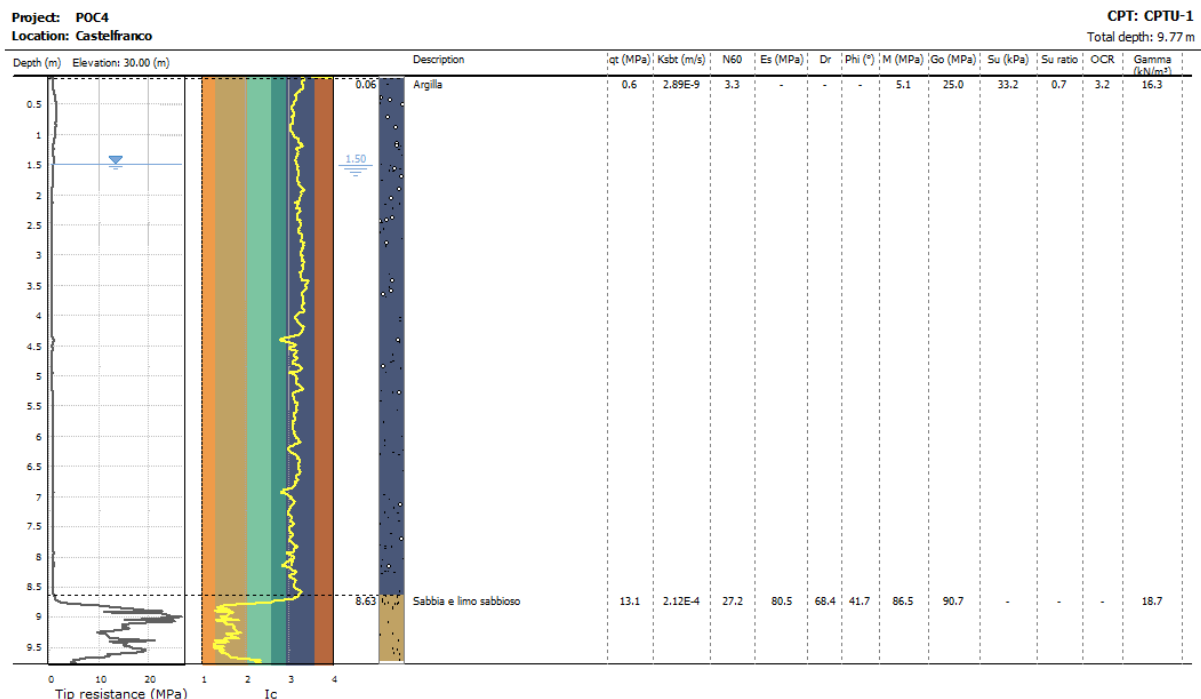 Project: POC4
CPT: CPTU-1
Location: Castelfranco
Total depth: 9.77 m
Depth (m) Elevation: 30.00 (m) Description qt (MPa) Ksbt (m/s) N60 Es (MPa) Dr Phi (°) M (MPa) Go (MPa) Su (kPa) Su ratio OCR Gamma (kN/m³)
0.06 Argilla 0.6 2.89E-9 3.3 - - - 5.1 25.0 33.2 0.7 3.2 16.3
0.5
1
1.5 1.50
2
2.5
3
3.5
4
4.5
5
5.5
6
6.5
7
7.5
8
8.5
8.63 Sabbia e limo sabbioso 13.1 2.12E-4 27.2 80.5 68.4 41.7 86.5 90.7 - - - 18.7
9
9.5
0 10 20 1 2 3 4
Tip resistance (MPa) Ic